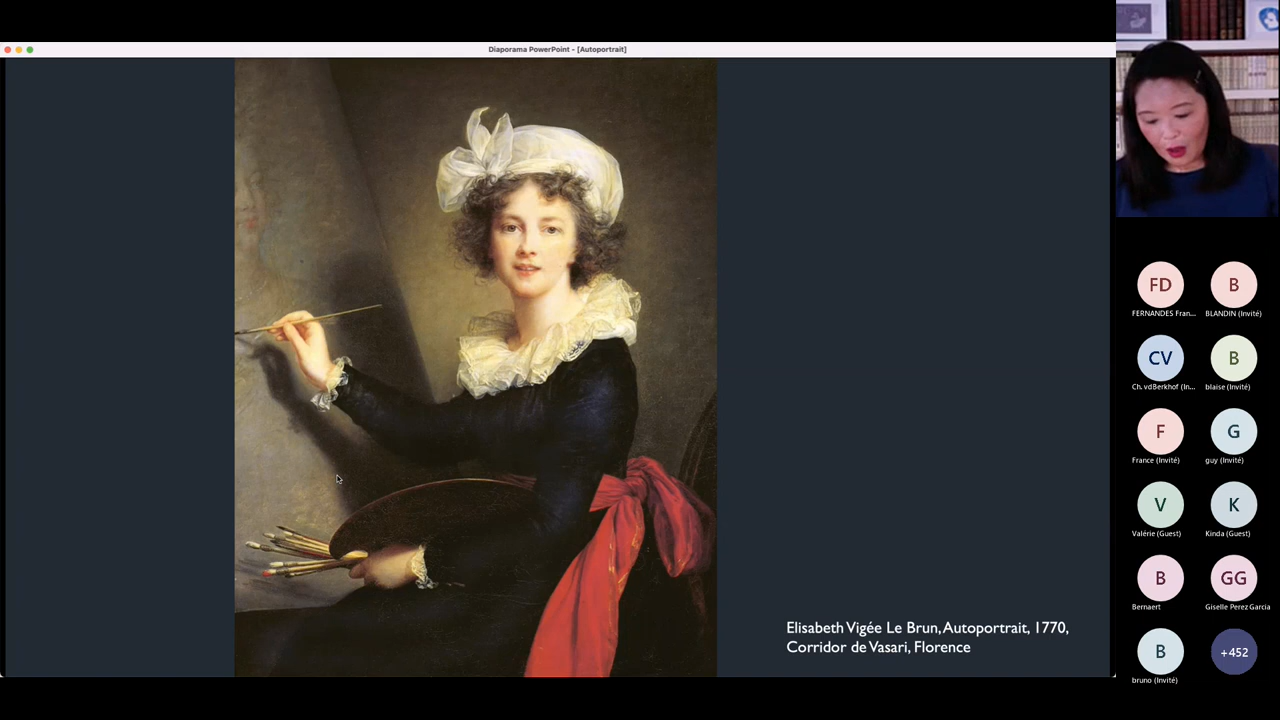 Diaporama PowerPoint - [Autoportrait]
Elisabeth Vigée Le Brun, Autoportrait, 1770,
Corridor de Vasari, Florence
FD
B
FERNANDES Fran...
BLANDIN (Invité)
CV
B
Ch. vdBerkhof (In...
blaise (Invité)
F
G
France (Invité)
guy (Invité)
V
K
Valérie (Guest)
Kinda (Guest)
B
GG
Bernaert
Giselle Perez Garcia
B
+452
bruno (Invité)